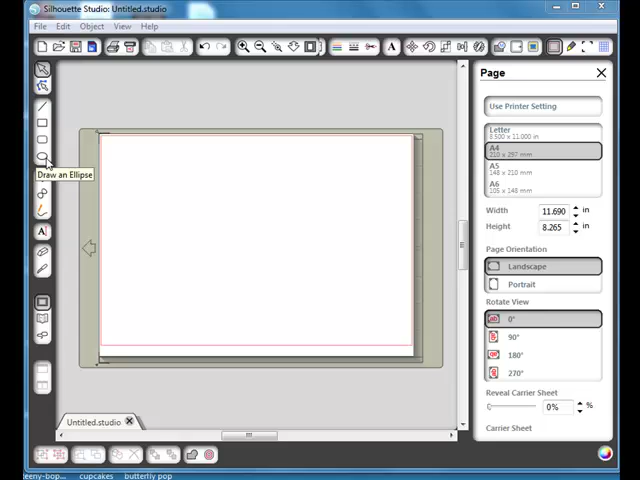 Silhouette Studio: Untitled.studio
File Edit Object View Help
Page
Use Printer Setting
Letter
8.500 x 11.000 in
A4
210 x 297 mm
A5
148 x 210 mm
A6
105 x 148 mm
Width 11.690 in
Height 8.265 in
Page Orientation
Landscape
Portrait
Rotate View
0°
90°
180°
270°
Reveal Carrier Sheet
0% %
Carrier Sheet
Draw an Ellipse
Untitled.studio
teeny-bop... cupcakes butterfly pop